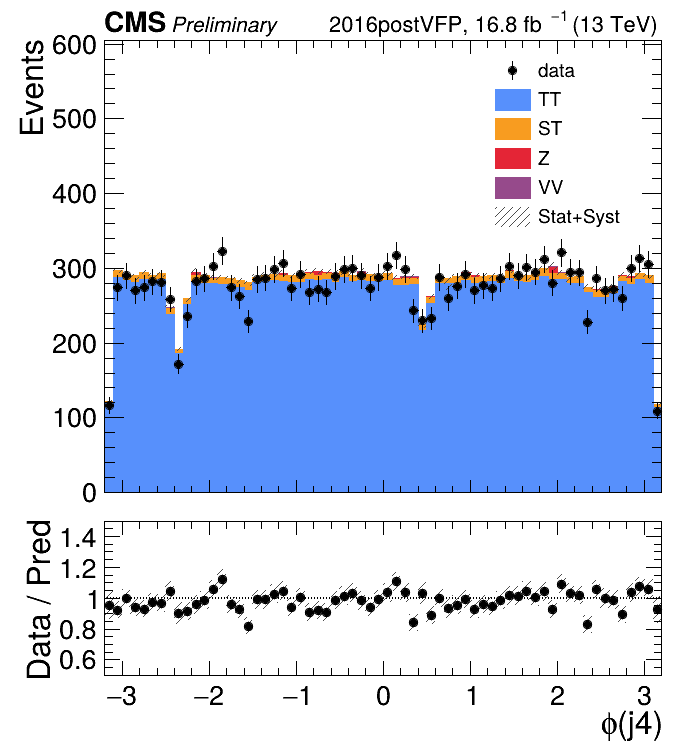 CMS Preliminary 2016postVFP, 16.8 fb ⁻¹ (13 TeV)
Events
600
500
400
300
200
100
0
data
TT
ST
Z
VV
Stat+Syst
Data / Pred
1.4
1.2
1
0.8
0.6
−3 −2 −1 0 1 2 3
ϕ(j4)